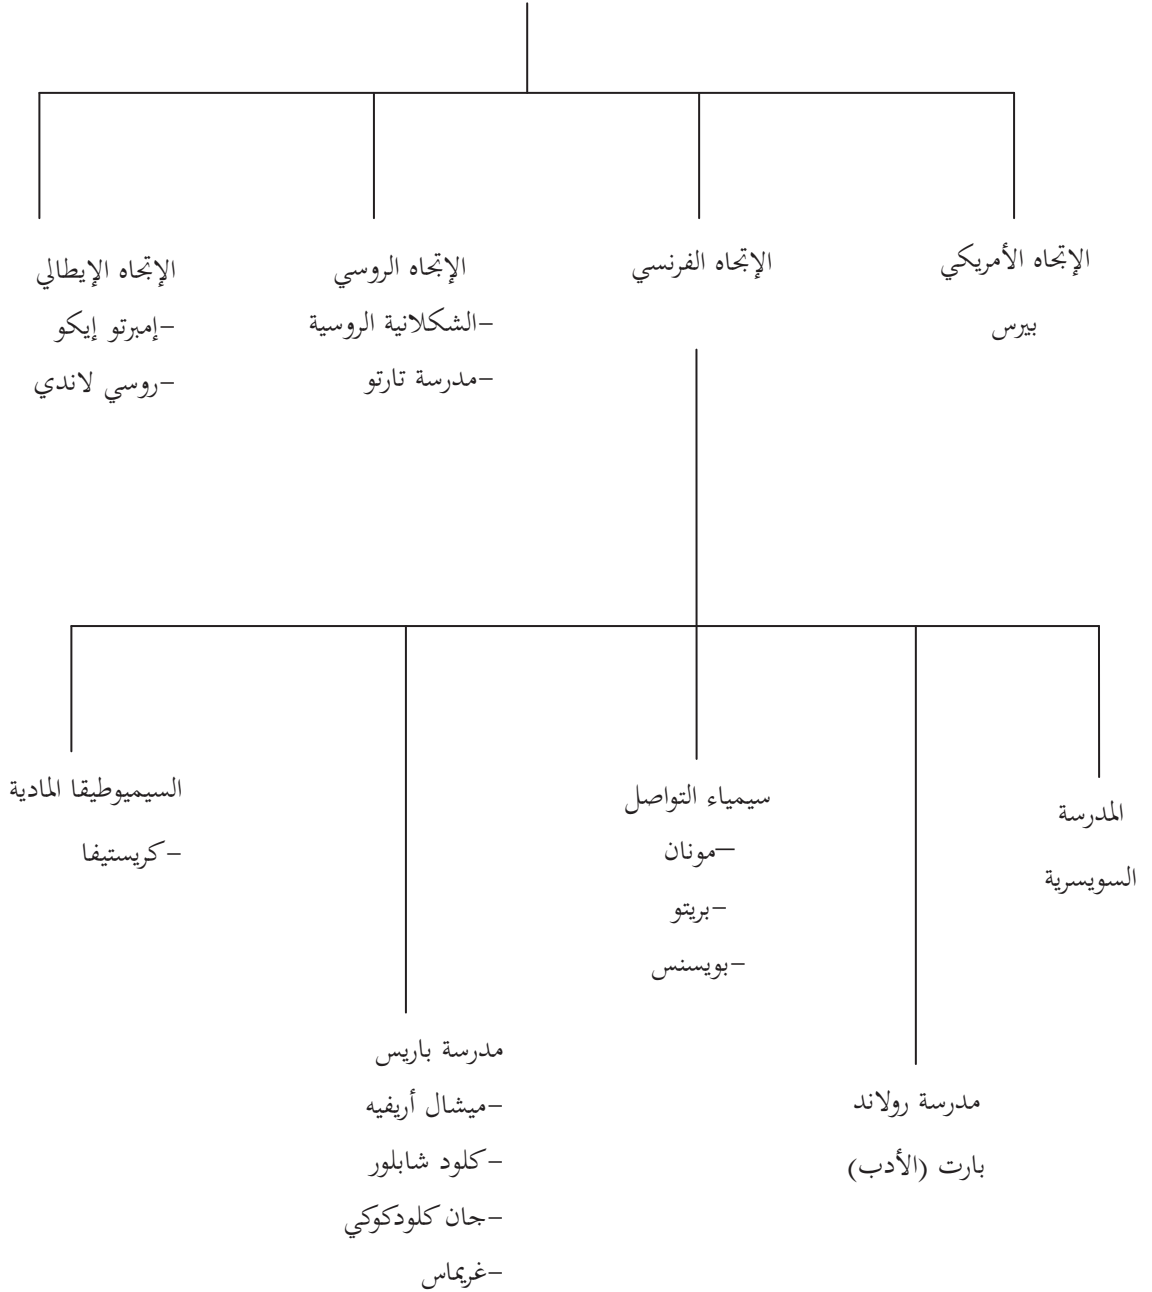 الإتجاه الأمريكي
بيرس
الإتجاه الفرنسي
الإتجاه الروسي
–الشكلانية الروسية
–مدرسة تارتو
الإتجاه الإيطالي
–إمبرتو إيكو
–روسي لاندي
المدرسة
السويسرية
مدرسة رولاند
بارت (الأدب)
سيمياء التواصل
–مونان
–بريتو
–بويسنس
مدرسة باريس
–ميشال أريفيه
–كلود شابلور
–جان كلودكوكي
–غريماس
السيميوطيقا المادية
–كريستيفا